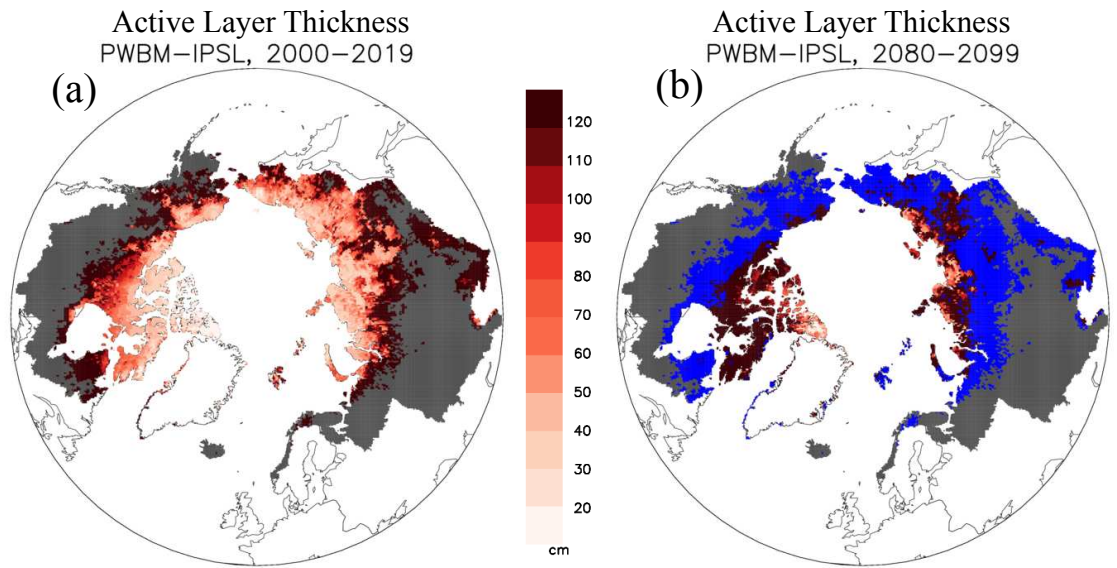 Active Layer Thickness
PWBM−IPSL, 2000−2019
(a)
120
110
100
90
80
70
60
50
40
30
20
cm
Active Layer Thickness
PWBM−IPSL, 2080−2099
(b)